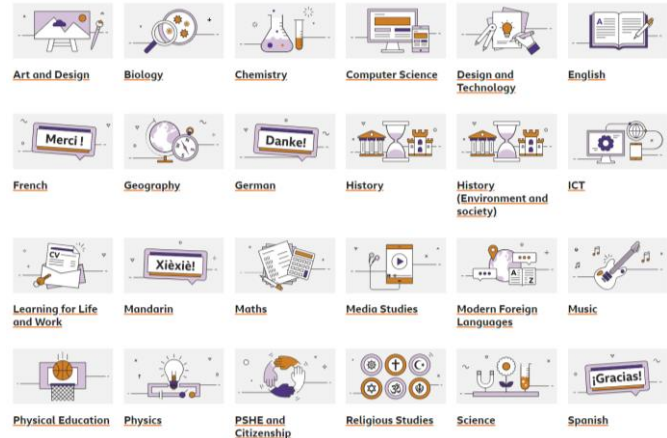 Art and Design
Biology
Chemistry
Computer Science
Design and
Technology
English
A
Merci !
Danke!
French
Geography
German
History
History
(Environment and
society)
ICT
CV
Xièxiè!
A
Z
Learning for Life
and Work
Mandarin
Maths
Media Studies
Modern Foreign
Languages
Music
¡Gracias!
Physical Education
Physics
PSHE and
Citizenship
Religious Studies
Science
Spanish